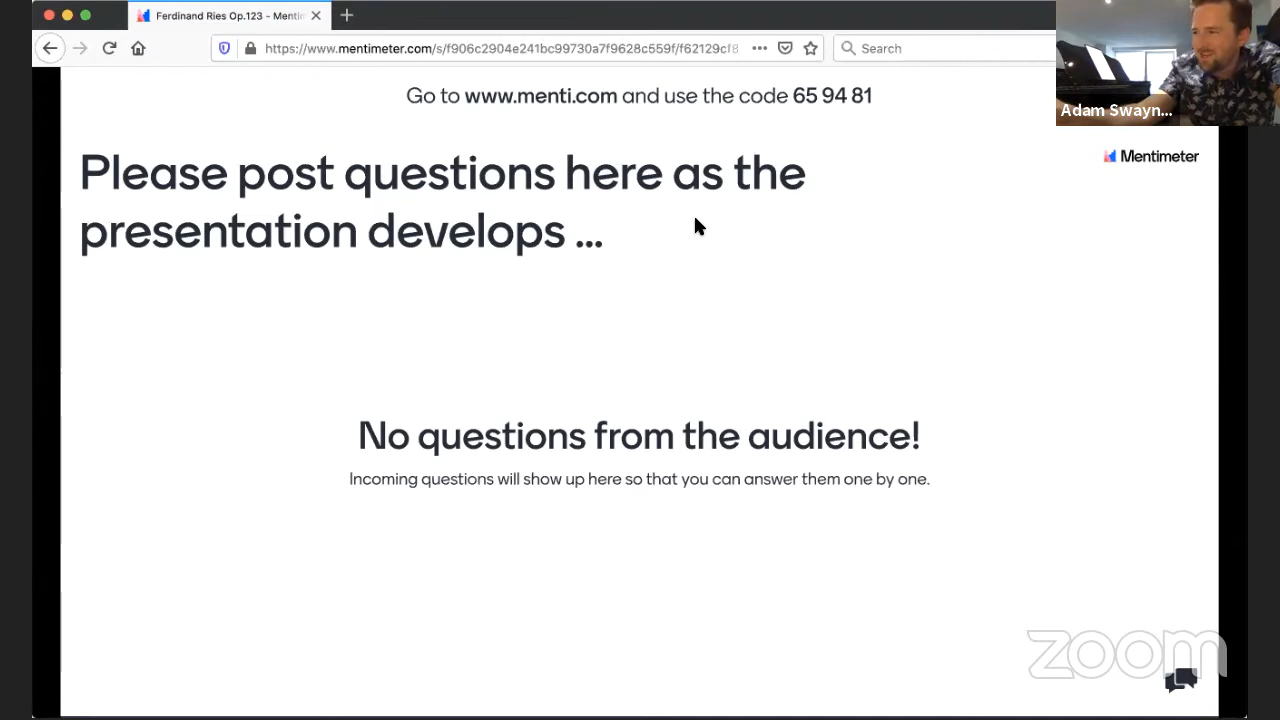 Ferdinand Ries Op.123 - Mentim
https://www.mentimeter.com/s/f906c2904e241bc99730a7f9628c559f/f62129cf8
Search
Adam Swayn...
Go to www.menti.com and use the code 65 94 81
Mentimeter
Please post questions here as the
presentation develops ...
No questions from the audience!
Incoming questions will show up here so that you can answer them one by one.
zoom